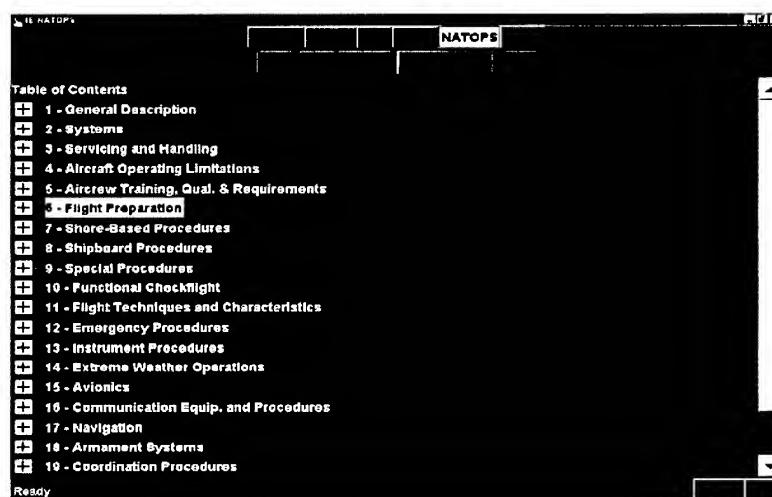 IE NATOPS
NATOPS
Table of Contents
1 - General Description
2 - Systems
3 - Servicing and Handling
4 - Aircraft Operating Limitations
5 - Aircrew Training, Qual. & Requirements
6 - Flight Preparation
7 - Shore-Based Procedures
8 - Shipboard Procedures
9 - Special Procedures
10 - Functional Checkflight
11 - Flight Techniques and Characteristics
12 - Emergency Procedures
13 - Instrument Procedures
14 - Extreme Weather Operations
15 - Avionics
16 - Communication Equip. and Procedures
17 - Navigation
18 - Armament Systems
19 - Coordination Procedures
Ready